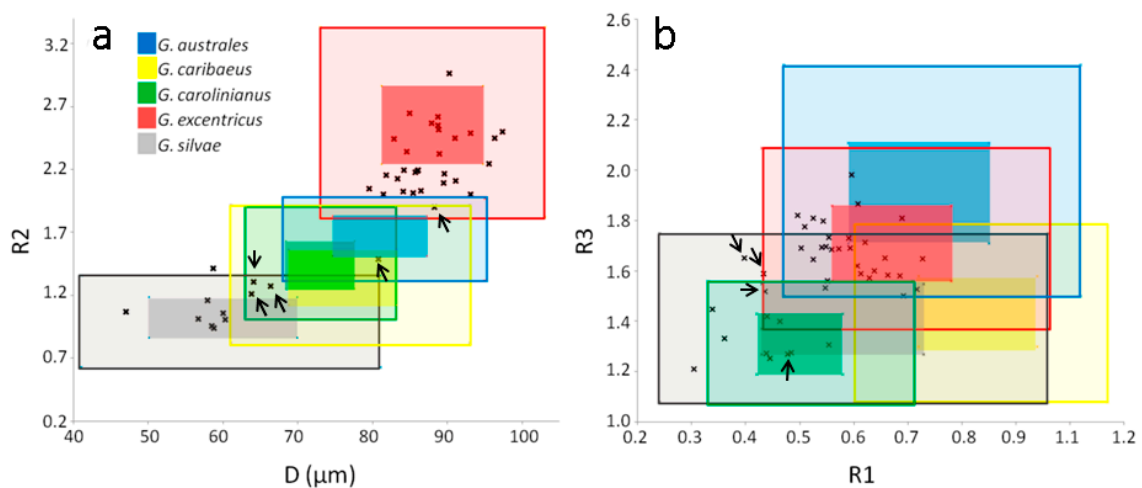 a
3.2
2.7
2.2
1.7
1.2
0.7
0.2
R2
G. australes
G. caribaeus
G. carolinianus
G. excentricus
G. silvae
40 50 60 70 80 90 100
D (µm)
b
2.6
2.4
2.2
2.0
1.8
1.6
1.4
1.2
1.0
R3
0.2 0.3 0.4 0.5 0.6 0.7 0.8 0.9 1.0 1.1 1.2
R1